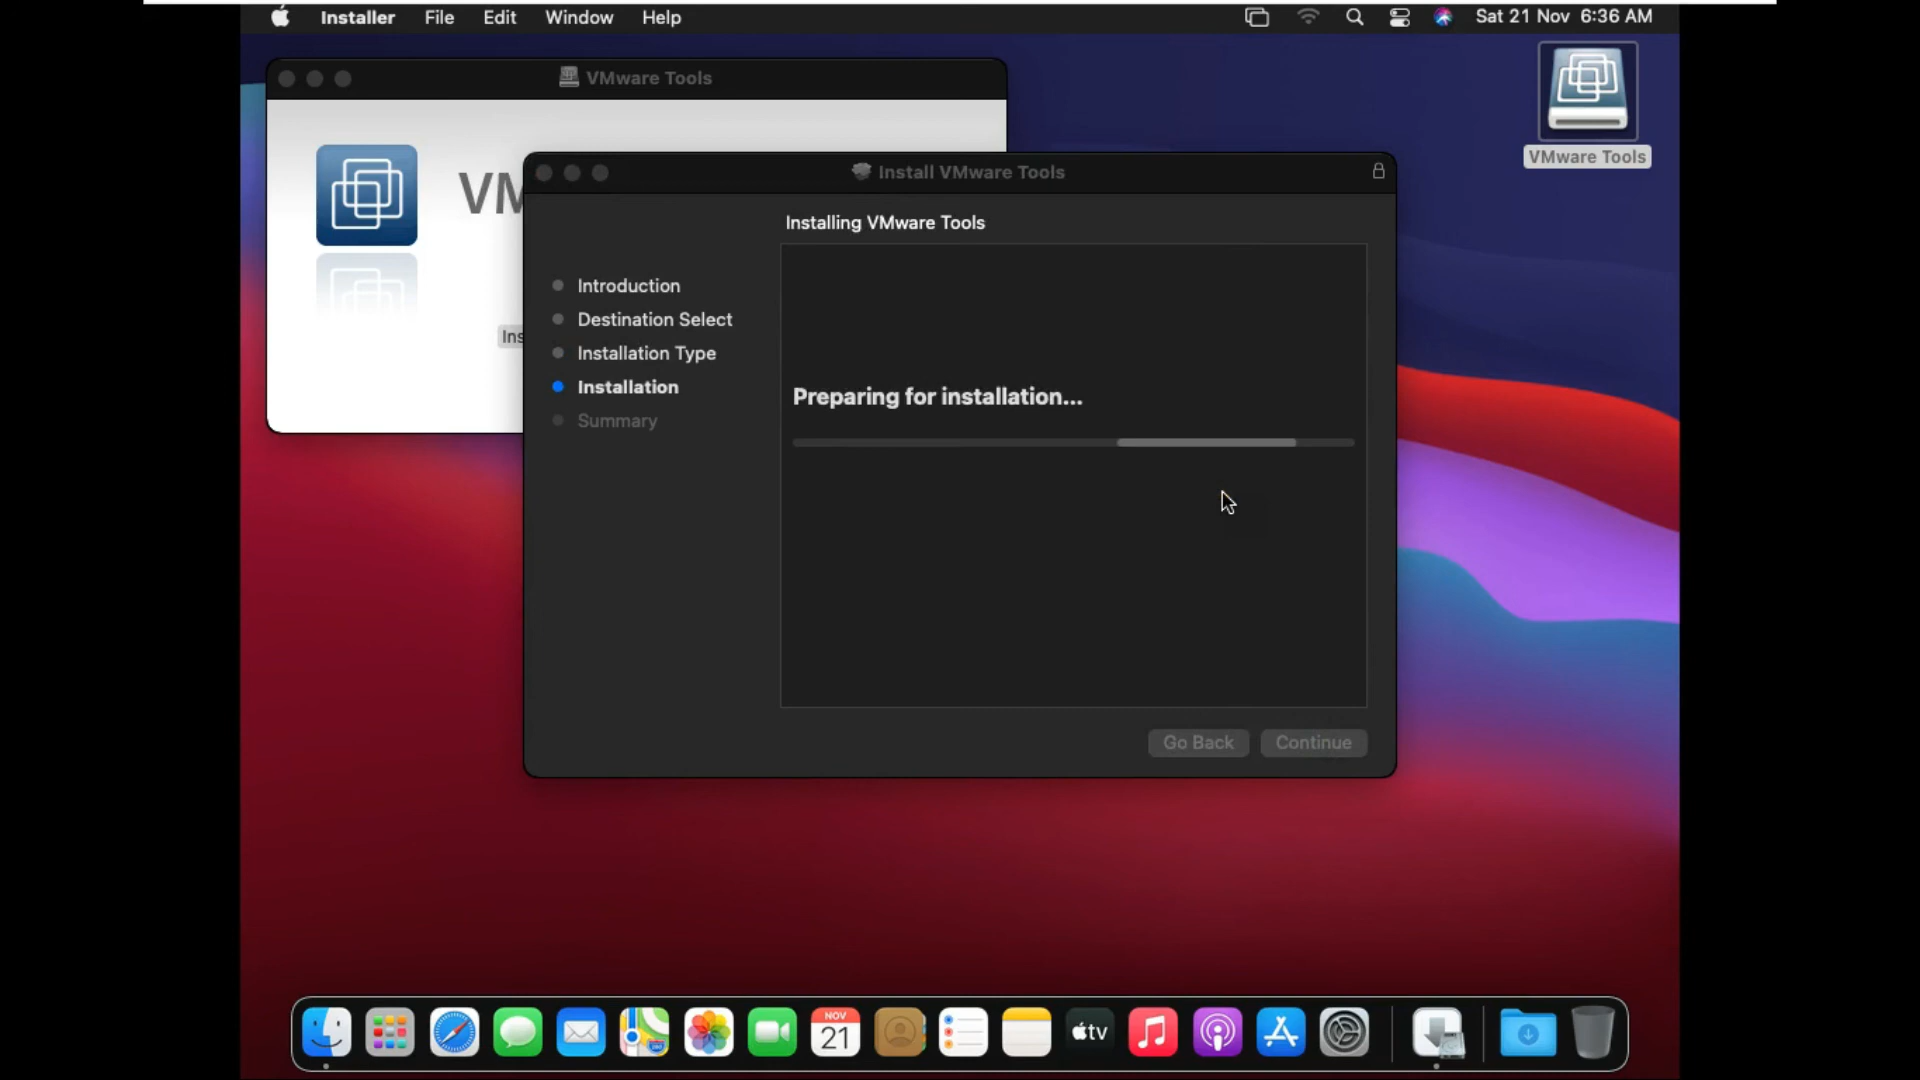 Installer File Edit Window Help Sat 21 Nov 6:36 AM
VMware Tools
VMware Tools
VM
Ins
Install VMware Tools
Installing VMware Tools
Introduction
Destination Select
Installation Type
Installation
Summary
Preparing for installation...
Go Back Continue
NOV
21
tv